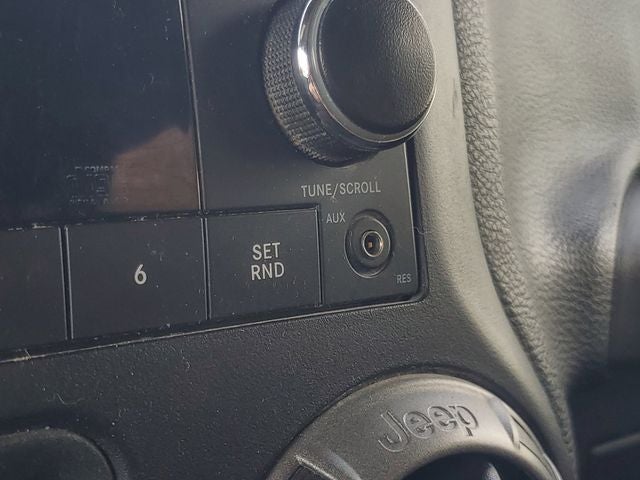 TUNE/SCROLL
AUX
6
SET
RND
RES
Jeep